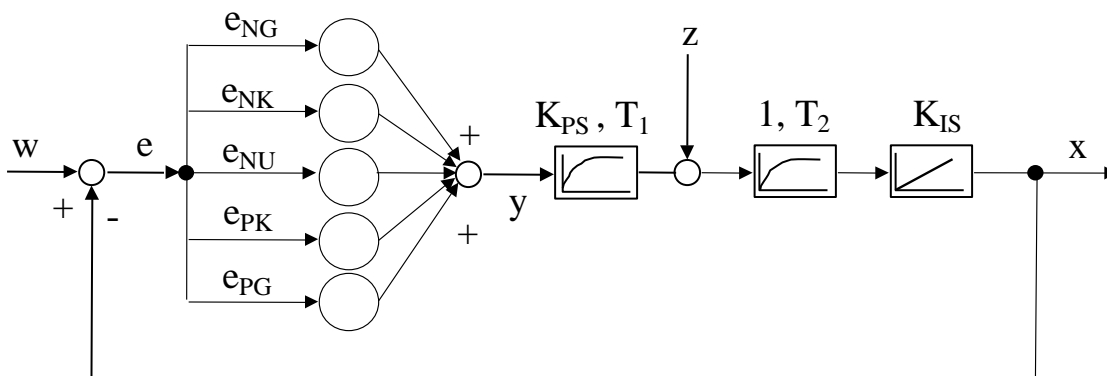 e_NG
z
e_NK
K_PS , T_1
1, T_2
K_IS
w
e
e_NU
+
x
+
-
y
e_PK
+
e_PG